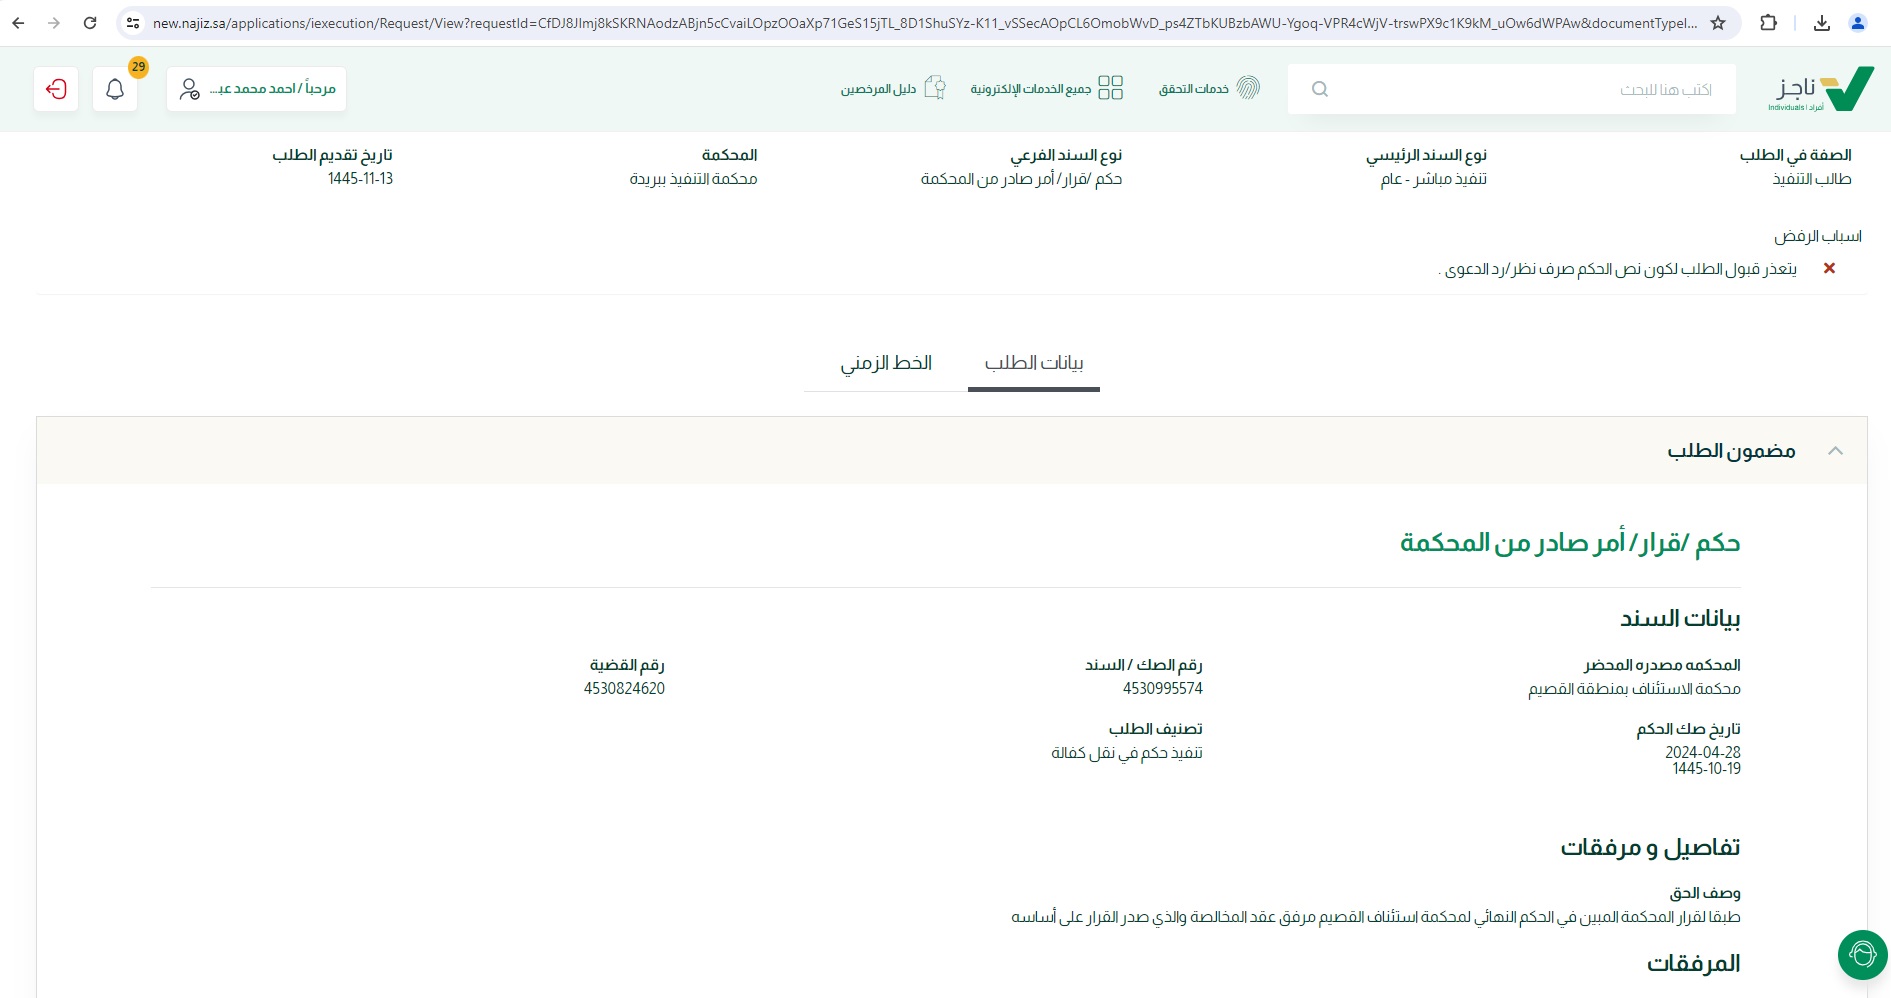 new.najiz.sa/applications/iexecution/Request/View?requestId=CfDJ8JImj8kSKRNAodzABjn5cCvaiLOpzOOaXp71GeS15jTL_8D1ShuSYz-K11_vSSecAOpCL6OmobWvD_ps4ZTbKUBzbAWU-Ygoq-VPR4cWjV-trswPX9c1K9kM_uOw6dWPAw&documentTypeI...
ناجز
أفراد | Individuals
اكتب هنا للبحث
خدمات التحقق
جميع الخدمات الإلكترونية
دليل المرخصين
مرحباً / احمد محمد عبـ...
29
الصفة في الطلب
طالب التنفيذ
نوع السند الرئيسي
تنفيذ مباشر - عام
نوع السند الفرعي
حكم /قرار/ أمر صادر من المحكمة
المحكمة
محكمة التنفيذ ببريدة
تاريخ تقديم الطلب
1445-11-13
اسباب الرفض
يتعذر قبول الطلب لكون نص الحكم صرف نظر/رد الدعوى .
بيانات الطلب
الخط الزمني
مضمون الطلب
حكم /قرار/ أمر صادر من المحكمة
بيانات السند
المحكمه مصدره المحضر
محكمة الاستئناف بمنطقة القصيم
رقم الصك / السند
4530995574
رقم القضية
4530824620
تاريخ صك الحكم
2024-04-28
1445-10-19
تصنيف الطلب
تنفيذ حكم في نقل كفالة
تفاصيل و مرفقات
وصف الحق
طبقا لقرار المحكمة المبين في الحكم النهائي لمحكمة استئناف القصيم مرفق عقد المخالصة والذي صدر القرار على أساسه
المرفقات